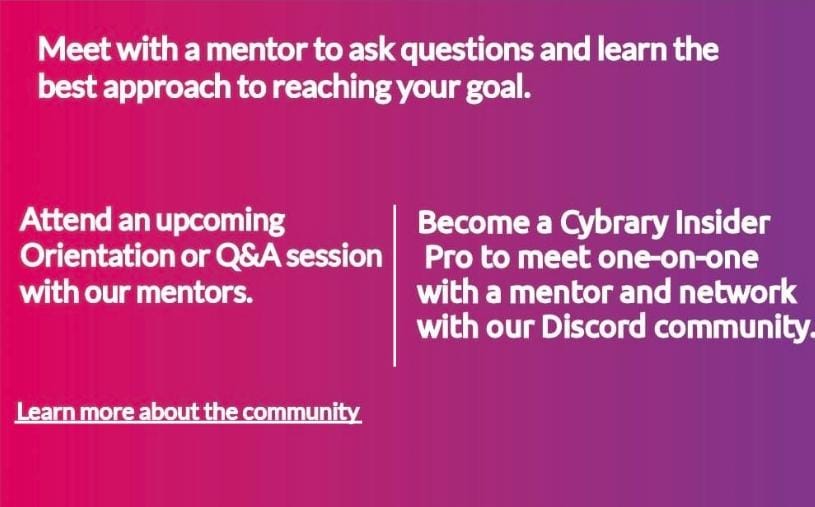 Meet with a mentor to ask questions and learn the
best approach to reaching your goal.
Attend an upcoming
Orientation or Q&A session
with our mentors.
Become a Cybrary Insider
Pro to meet one-on-one
with a mentor and network
with our Discord community.
Learn more about the community